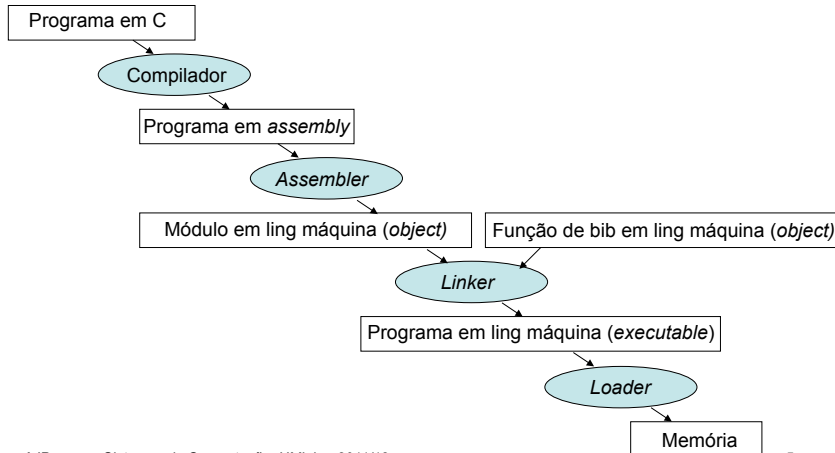 Programa em C
Compilador
Programa em assembly
Assembler
Módulo em ling máquina (object)
Função de bib em ling máquina (object)
Linker
Programa em ling máquina (executable)
Loader
Memória